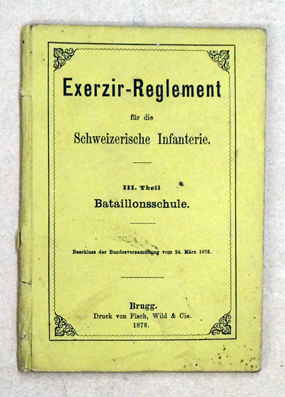 Exerzir-Reglement
für die
Schweizerische Infanterie.
III. Theil
Bataillonsschule.
Beschluss der Bundesversammlung vom 24. März 1876.
Brugg.
Druck von Fisch, Wild & Cie.
1876.